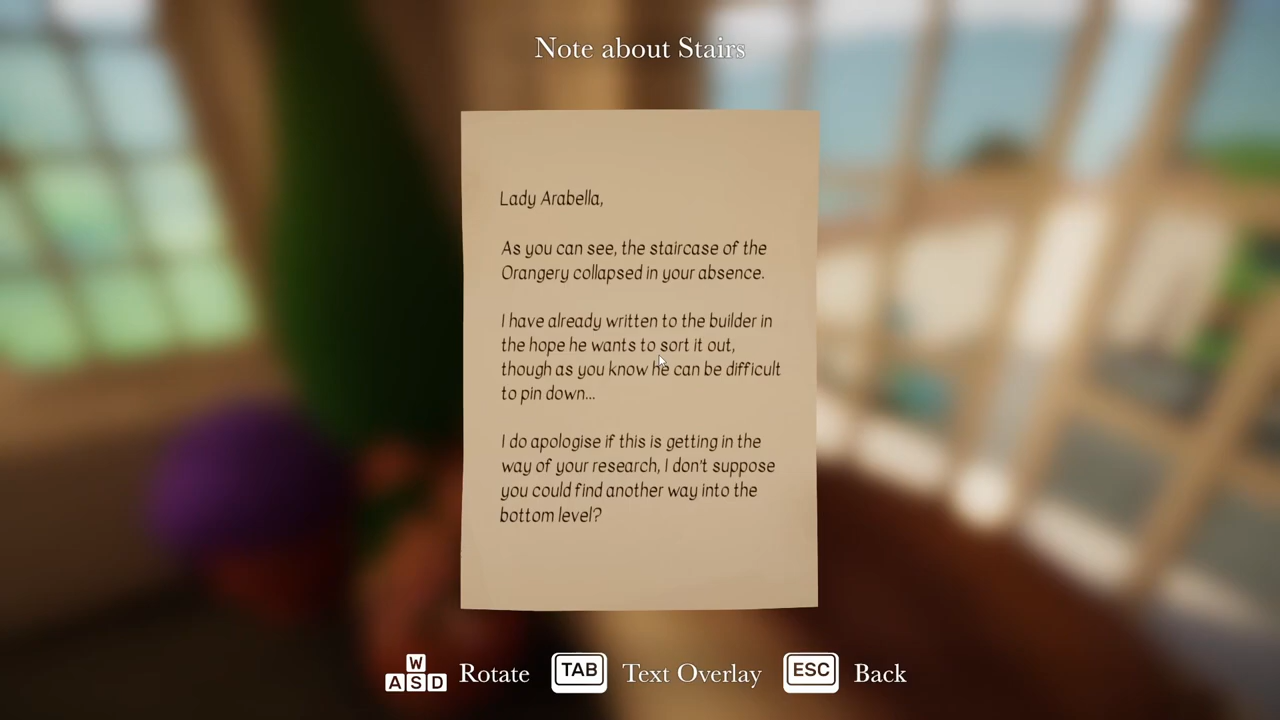 Note about Stairs
Lady Arabella,
As you can see, the staircase of the
Orangery collapsed in your absence.
I have already written to the builder in
the hope he wants to sort it out,
though as you know he can be difficult
to pin down...
I do apologise if this is getting in the
way of your research, I don't suppose
you could find another way into the
bottom level?
W
A S D Rotate TAB Text Overlay ESC Back